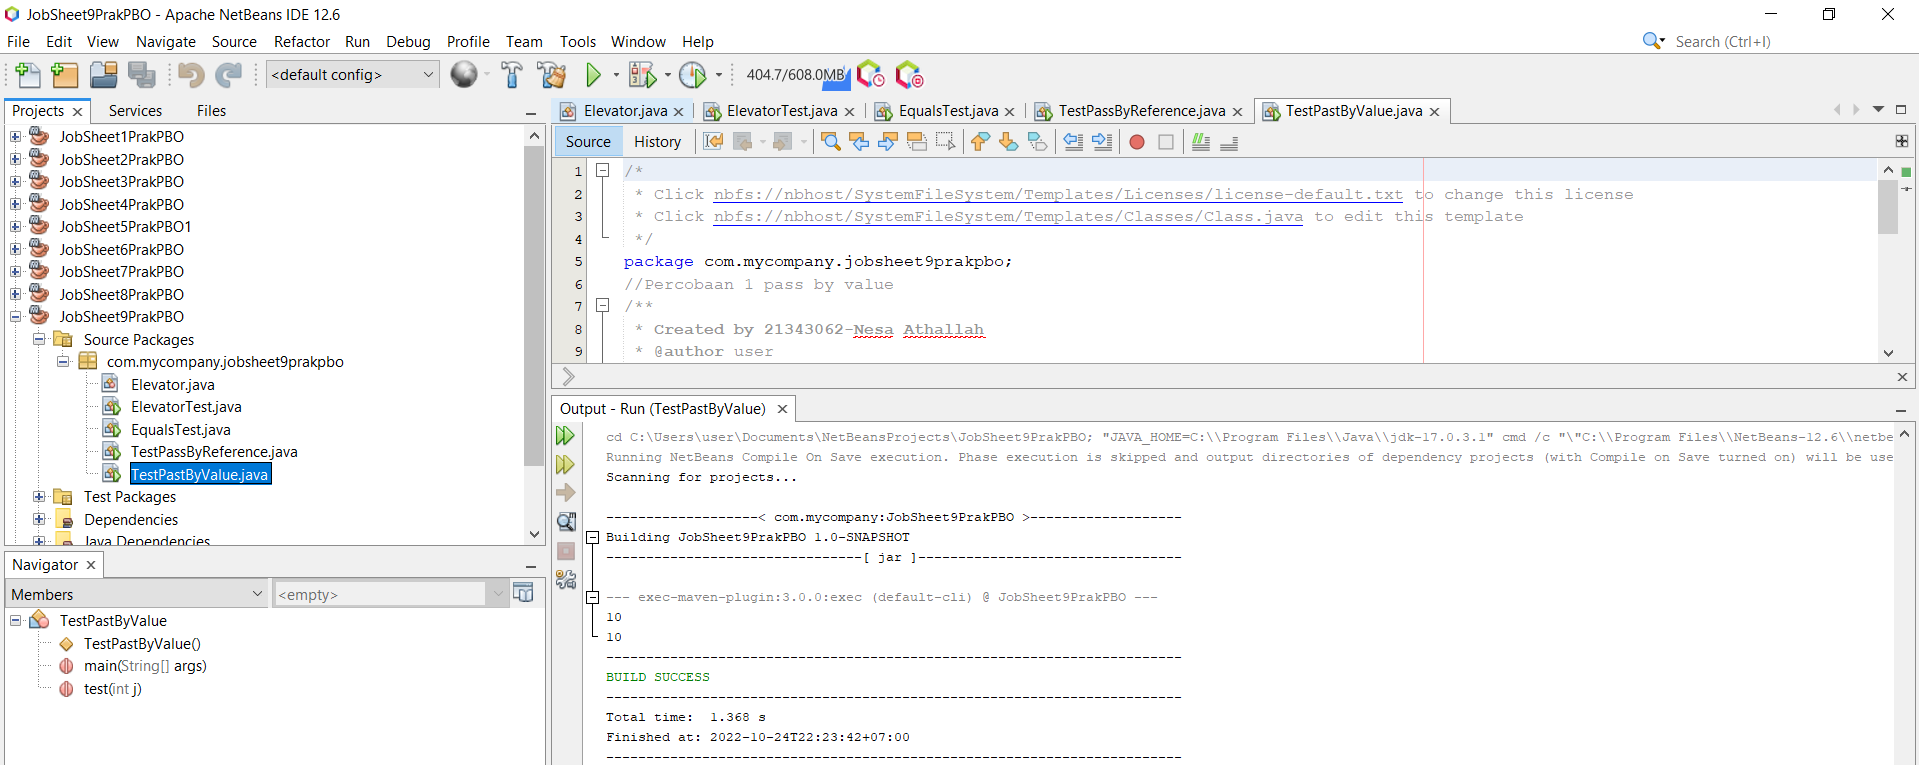 JobSheet9PrakPBO - Apache NetBeans IDE 12.6
File Edit View Navigate Source Refactor Run Debug Profile Team Tools Window Help
Search (Ctrl+I)
<default config>
404.7/608.0MB
Projects Services Files
JobSheet1PrakPBO
JobSheet2PrakPBO
JobSheet3PrakPBO
JobSheet4PrakPBO
JobSheet5PrakPBO1
JobSheet6PrakPBO
JobSheet7PrakPBO
JobSheet8PrakPBO
JobSheet9PrakPBO
Source Packages
com.mycompany.jobsheet9prakpbo
Elevator.java
ElevatorTest.java
EqualsTest.java
TestPassByReference.java
TestPastByValue.java
Test Packages
Dependencies
Java Dependencies
Navigator
Members
<empty>
TestPastByValue
TestPastByValue()
main(String[] args)
test(int j)
Elevator.java ElevatorTest.java EqualsTest.java TestPassByReference.java TestPastByValue.java
Source History
1 /*
2 * Click nbfs://nbhost/SystemFileSystem/Templates/Licenses/license-default.txt to change this license
3 * Click nbfs://nbhost/SystemFileSystem/Templates/Classes/Class.java to edit this template
4 */
5 package com.mycompany.jobsheet9prakpbo;
6 //Percobaan 1 pass by value
7 /**
8 * Created by 21343062-Nesa Athallah
9 * @author user
Output - Run (TestPastByValue)
cd C:\Users\user\Documents\NetBeansProjects\JobSheet9PrakPBO; "JAVA_HOME=C:\\Program Files\\Java\\jdk-17.0.3.1" cmd /c "\"C:\\Program Files\\NetBeans-12.6\\netbe
Running NetBeans Compile On Save execution. Phase execution is skipped and output directories of dependency projects (with Compile on Save turned on) will be use
Scanning for projects...
-------------------< com.mycompany:JobSheet9PrakPBO >-------------------
Building JobSheet9PrakPBO 1.0-SNAPSHOT
--------------------------------[ jar ]---------------------------------
--- exec-maven-plugin:3.0.0:exec (default-cli) @ JobSheet9PrakPBO ---
10
10
------------------------------------------------------------------------
BUILD SUCCESS
------------------------------------------------------------------------
Total time:  1.368 s
Finished at: 2022-10-24T22:23:42+07:00
------------------------------------------------------------------------